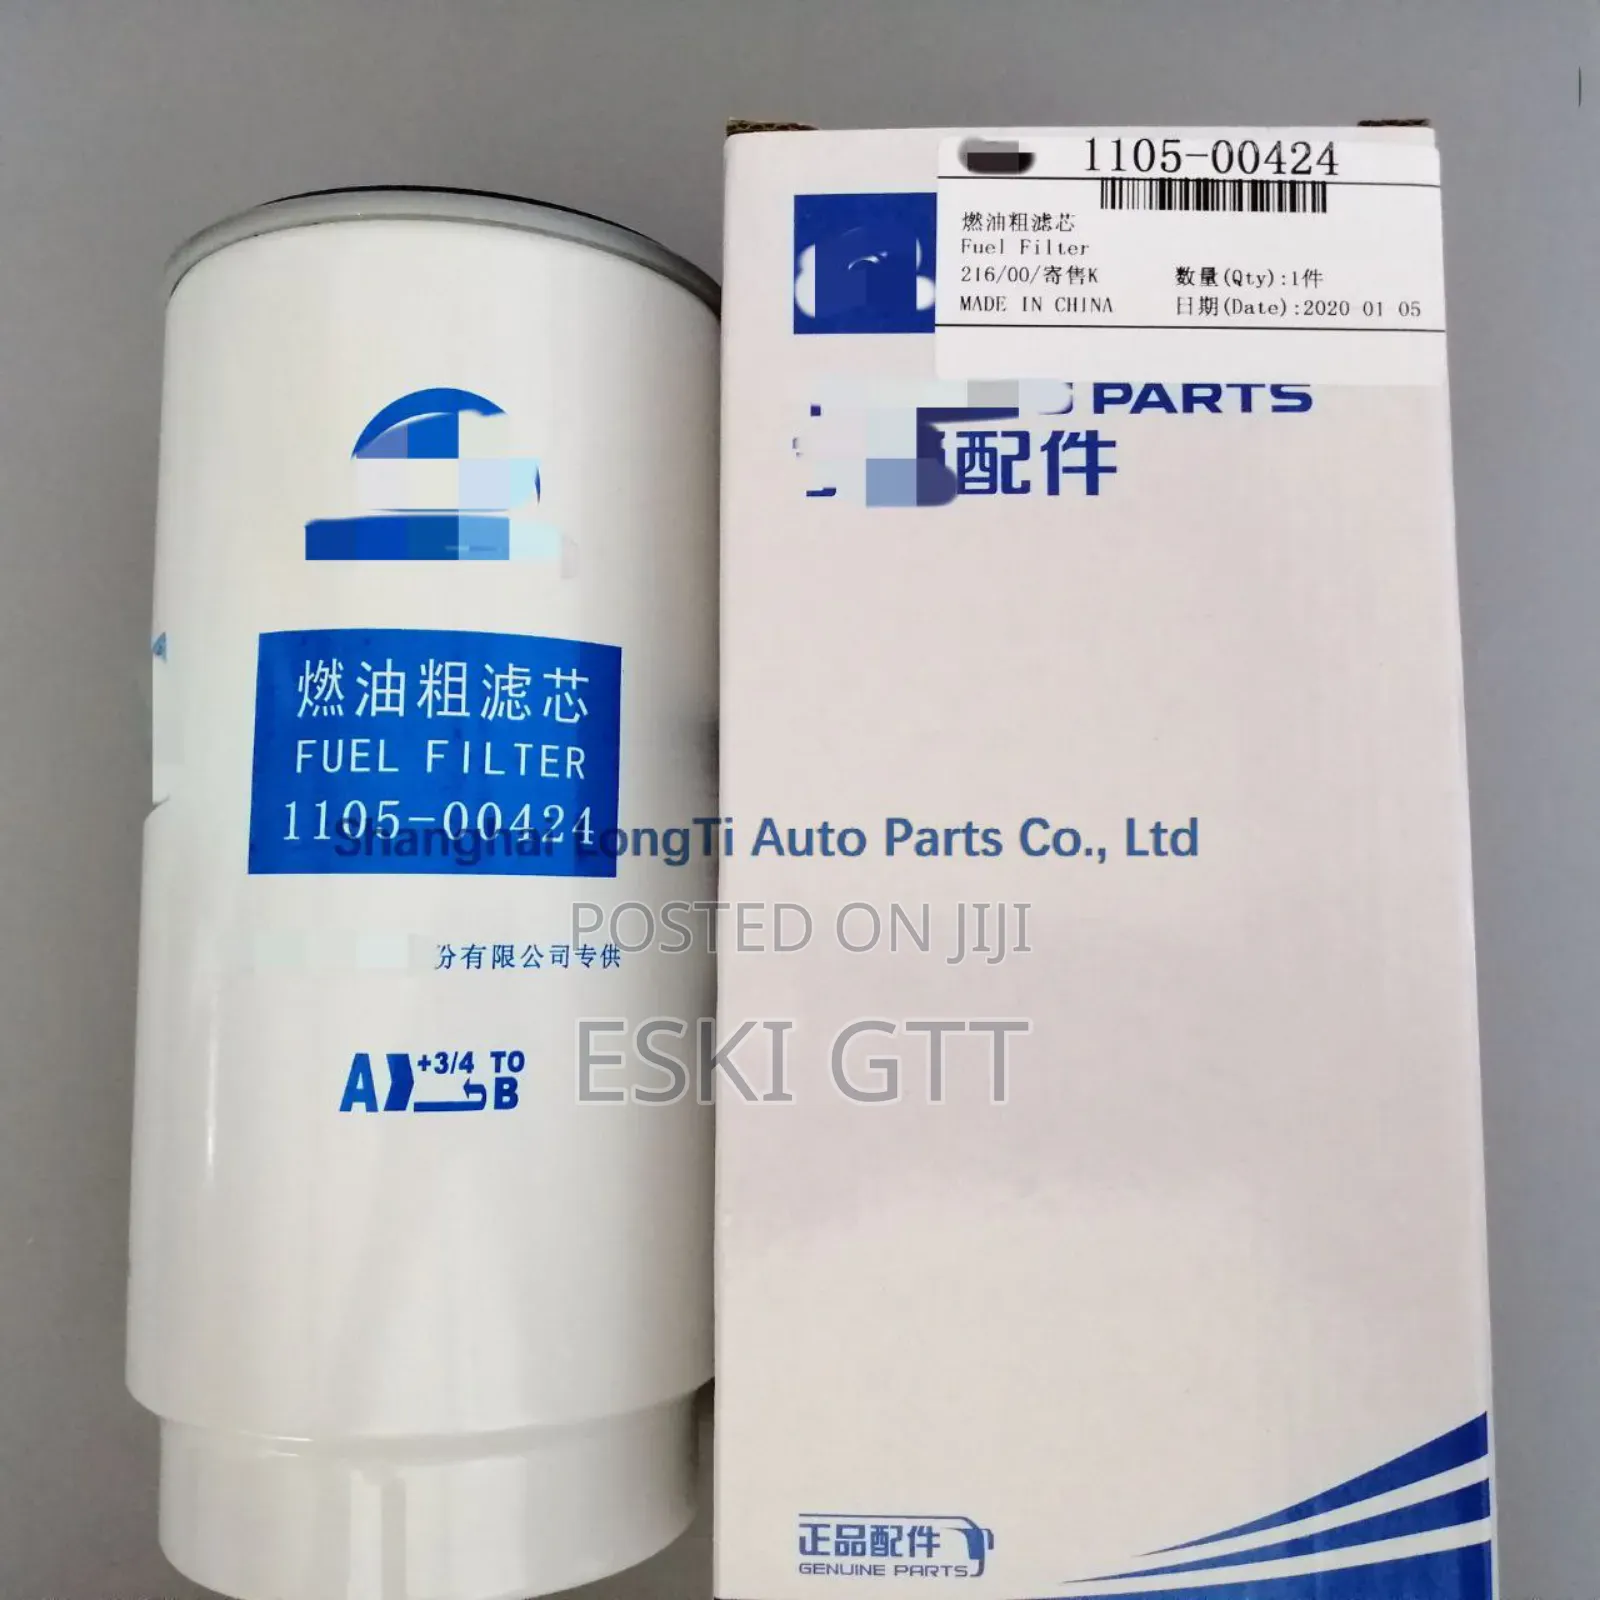 1105-00424
燃油粗滤芯
Fuel Filter
216/00/寄售K
数量(Qty):1件
MADE IN CHINA
日期(Date):2020 01 05
PARTS
配件
燃油粗滤芯
FUEL FILTER
1105-00424
Shanghai LongTi Auto Parts Co., Ltd
POSTED ON JIJI
份有限公司专供
ESKI GTT
A +3/4 TO B
正品配件
GENUINE PARTS